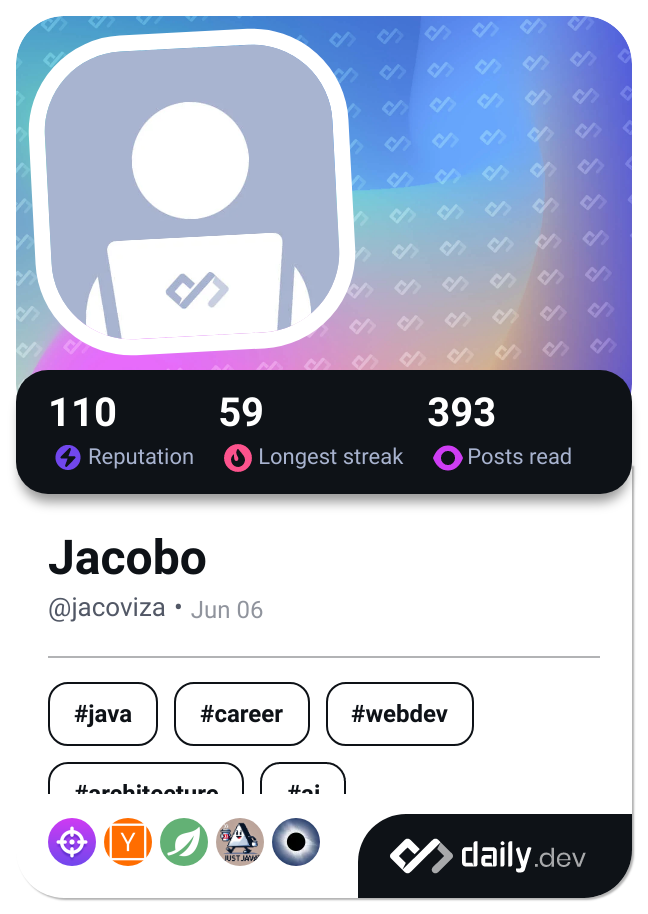 110 59 393
Reputation Longest streak Posts read
Jacobo
@jacoviza • Jun 06
#java #career #webdev
#architecture #ai
Y JUST JAVA
daily.dev